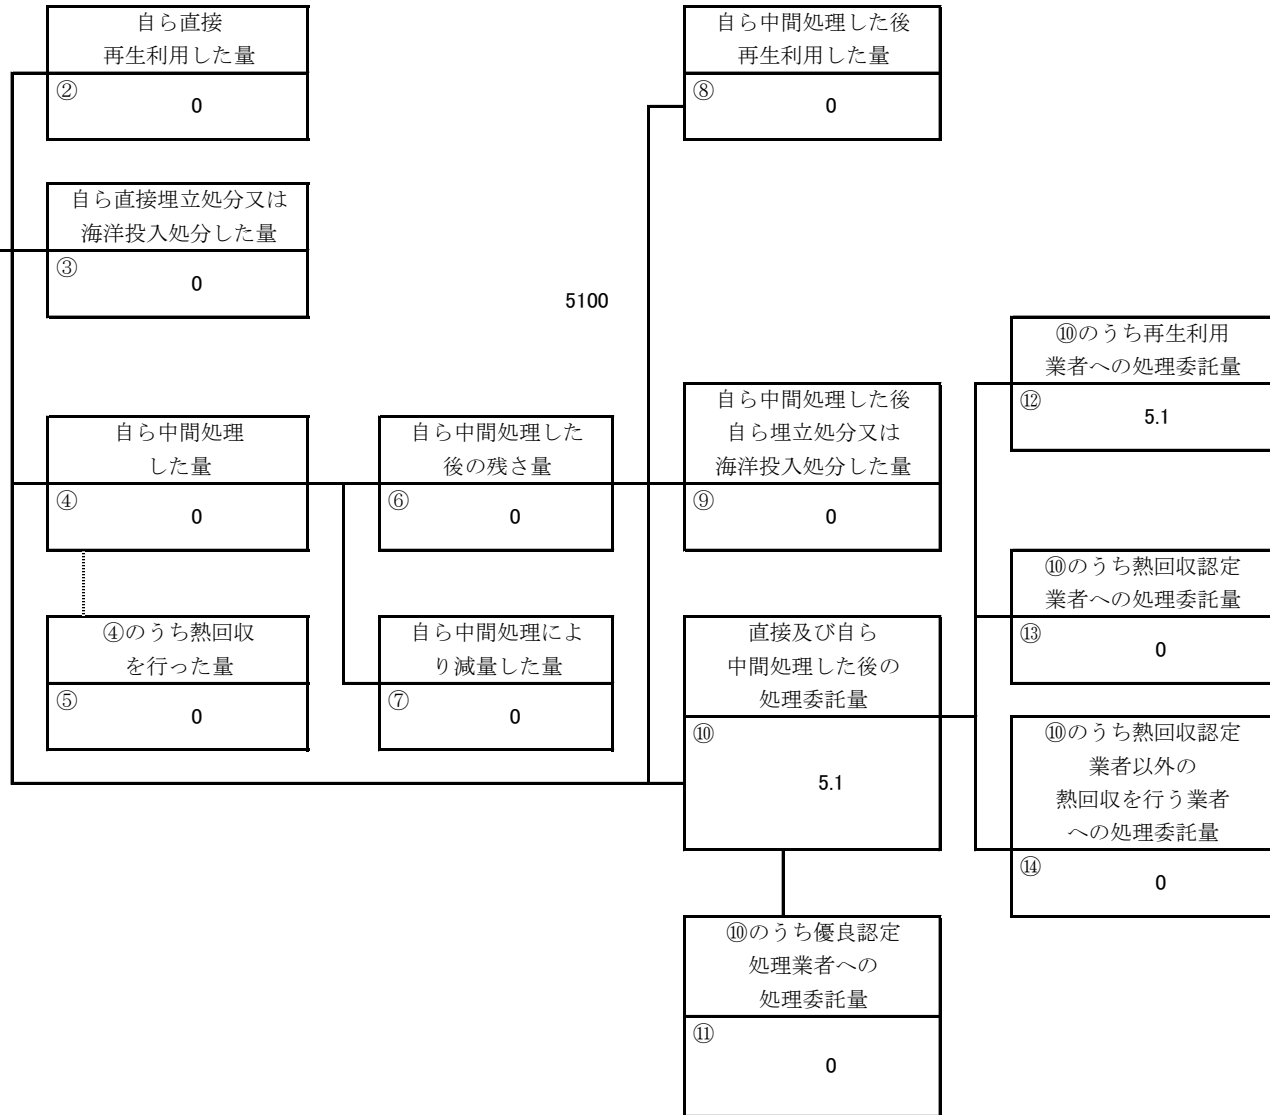 自ら直接
再生利用した量
②
0
自ら中間処理した後
再生利用した量
⑧
0
自ら直接埋立処分又は
海洋投入処分した量
③
0
5100
⑩のうち再生利用
業者への処理委託量
⑫
5.1
自ら中間処理
した量
④
0
自ら中間処理した
後の残さ量
⑥
0
自ら中間処理した後
自ら埋立処分又は
海洋投入処分した量
⑨
0
⑩のうち熱回収認定
業者への処理委託量
⑬
0
④のうち熱回収
を行った量
⑤
0
自ら中間処理によ
り減量した量
⑦
0
直接及び自ら
中間処理した後の
処理委託量
⑩
5.1
⑩のうち熱回収認定
業者以外の
熱回収を行う業者
への処理委託量
⑭
0
⑩のうち優良認定
処理業者への
処理委託量
⑪
0